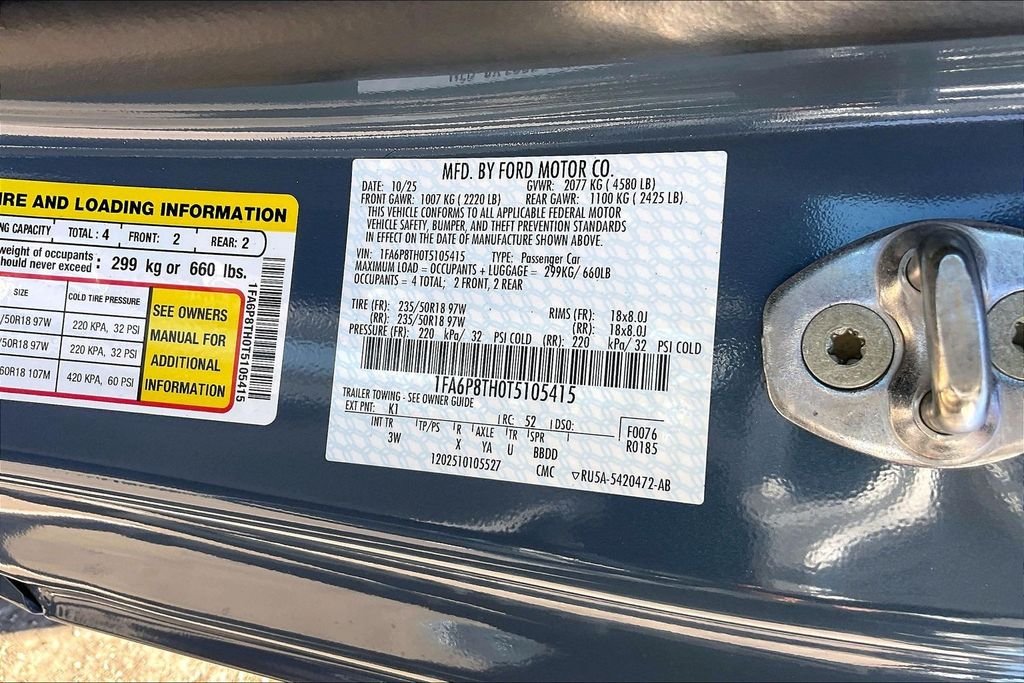 IRE AND LOADING INFORMATION
NG CAPACITY TOTAL : 4 FRONT: 2 REAR: 2
weight of occupants
should never exceed : 299 kg or 660 lbs.
SIZE COLD TIRE PRESSURE
/50R18 97W 220 KPA, 32 PSI
/50R18 97W 220 KPA, 32 PSI
60R18 107M 420 KPA, 60 PSI
SEE OWNERS
MANUAL FOR
ADDITIONAL
INFORMATION
1FA6P8TH0T5105415
MFD. BY FORD MOTOR CO.
DATE: 10/25 GVWR: 2077 KG ( 4580 LB)
FRONT GAWR: 1007 KG ( 2220 LB) REAR GAWR: 1100 KG ( 2425 LB).
THIS VEHICLE CONFORMS TO ALL APPLICABLE FEDERAL MOTOR
VEHICLE SAFETY, BUMPER, AND THEFT PREVENTION STANDARDS
IN EFFECT ON THE DATE OF MANUFACTURE SHOWN ABOVE.
VIN: 1FA6P8TH0T5105415 TYPE: Passenger Car
MAXIMUM LOAD = OCCUPANTS + LUGGAGE = 299KG/ 660LB
OCCUPANTS = 4 TOTAL; 2 FRONT, 2 REAR
TIRE (FR): 235/50R18 97W RIMS (FR): 18x8.0J
(RR): 235/50R18 97W (RR): 18x8.0J
PRESSURE (FR): 220 kPa/ 32 PSI COLD (RR): 220 kPa/ 32 PSI COLD
1FA6P8TH0T5105415
TRAILER TOWING - SEE OWNER GUIDE
EXT PNT: K1 RC: 52 DSO:
INT TR TP/PS R AXLE TR SPR
3W X YA U BBDD
F0076
R0185
1202510105527 CMC ▽RU5A-5420472-AB